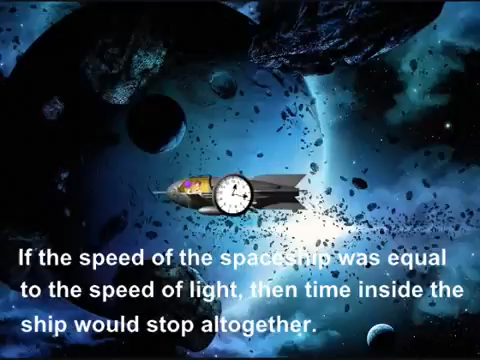 If the speed of the spaceship was equal
to the speed of light, then time inside the
ship would stop altogether.